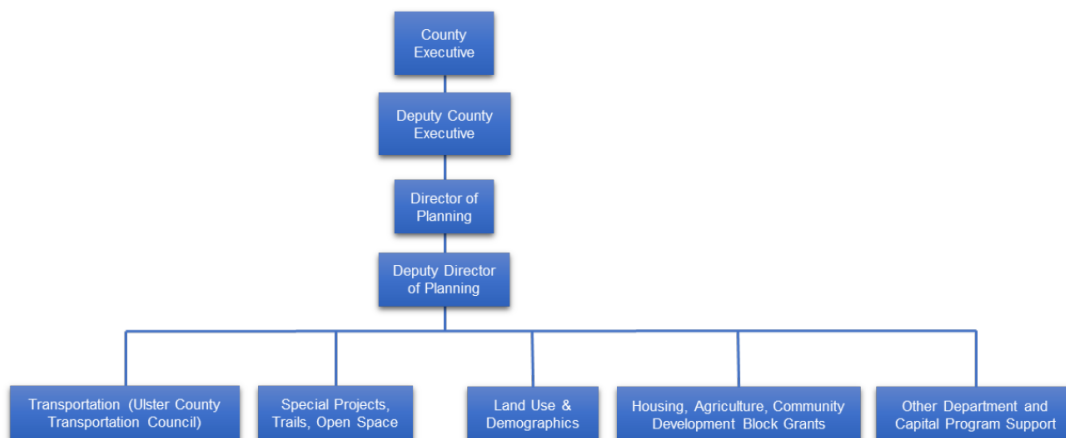 County
Executive
Deputy County
Executive
Director of
Planning
Deputy Director
of Planning
Transportation (Ulster County
Transportation Council)
Special Projects,
Trails, Open Space
Land Use &
Demographics
Housing, Agriculture, Community
Development Block Grants
Other Department and
Capital Program Support